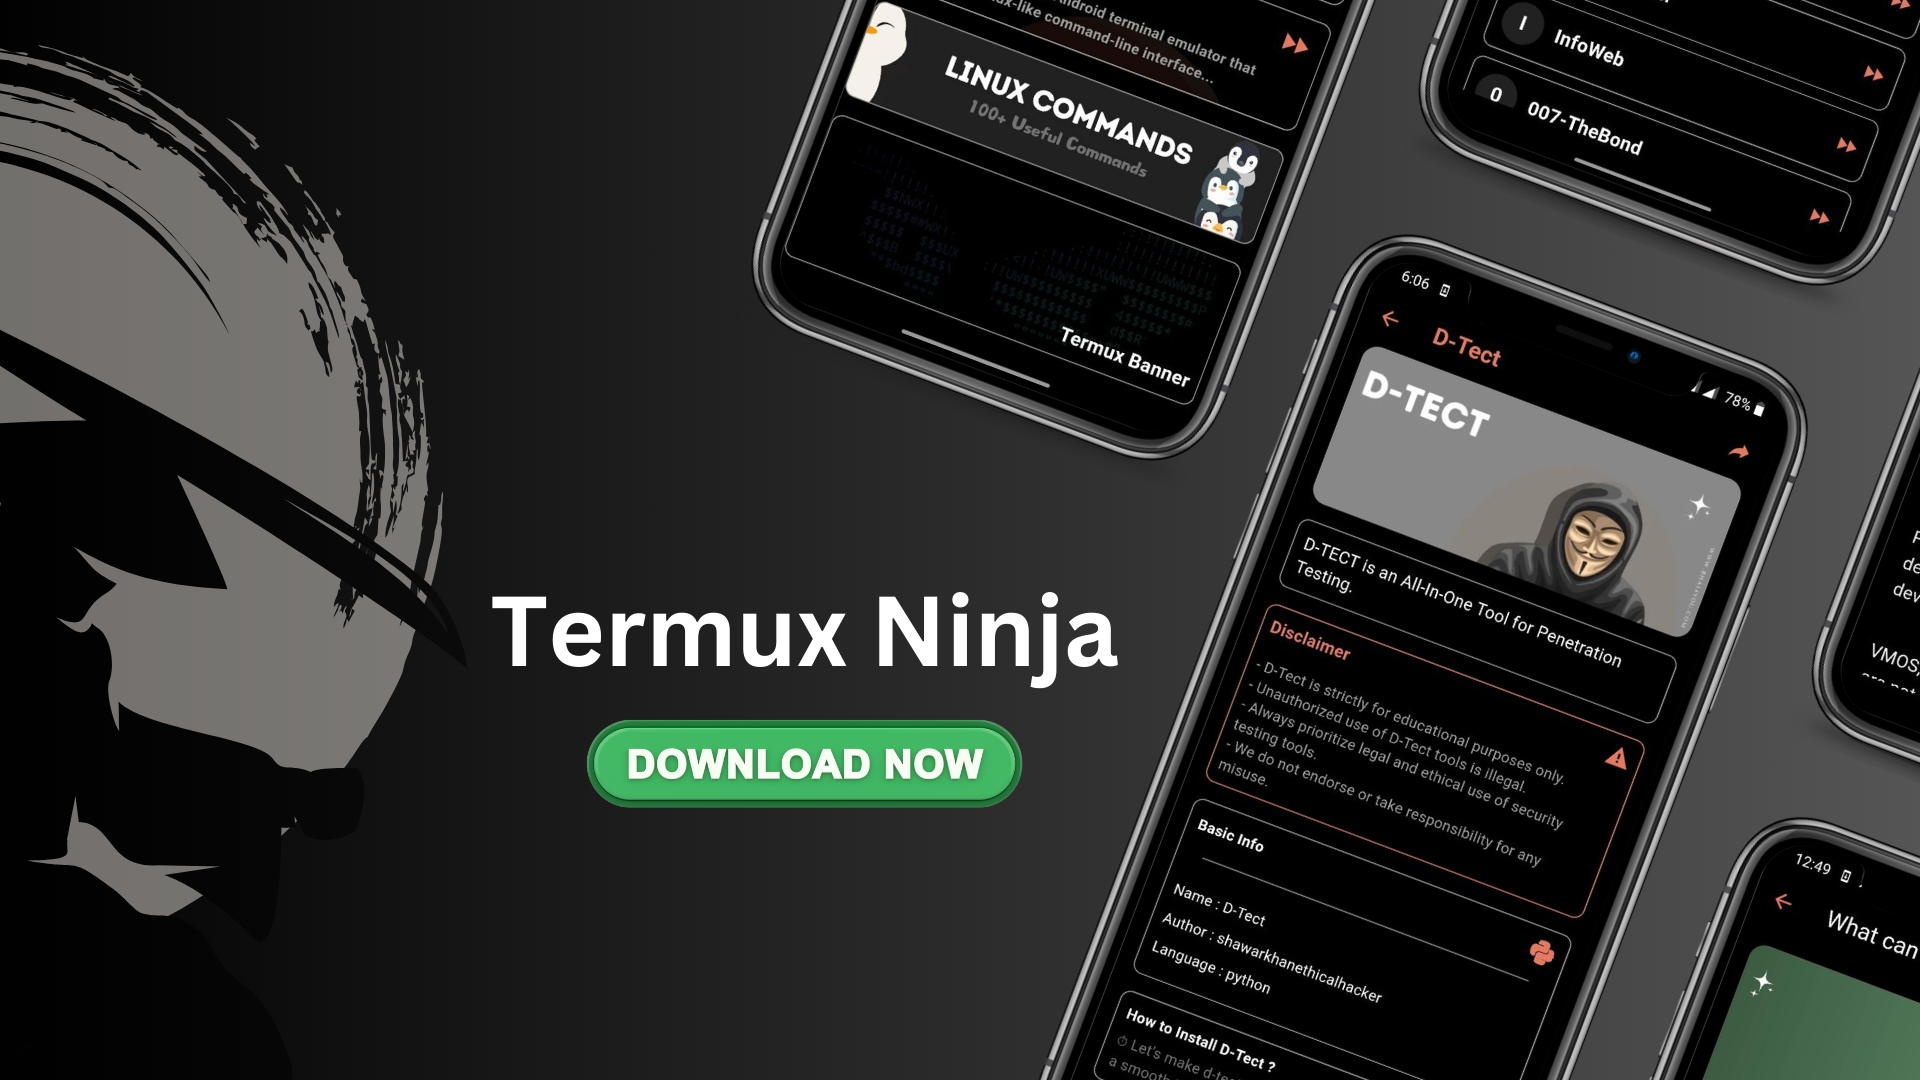 Android terminal emulator that
command-line interface...
LINUX COMMANDS
100+ Useful Commands
Termux Banner
I
InfoWeb
0
007-TheBond
Termux Ninja
DOWNLOAD NOW
6:06
78%
D-Tect
D-TECT
D-TECT is an All-In-One Tool for Penetration
Testing.
Disclaimer
- D-Tect is strictly for educational purposes only.
- Unauthorized use of D-Tect tools is illegal.
- Always prioritize legal and ethical use of security
testing tools.
- We do not endorse or take responsibility for any
misuse.
Basic Info
Name : D-Tect
Author : shawarkhanethicalhacker
Language : python
How to Install D-Tect ?
Let's make
a
VMOS
12:49
What can